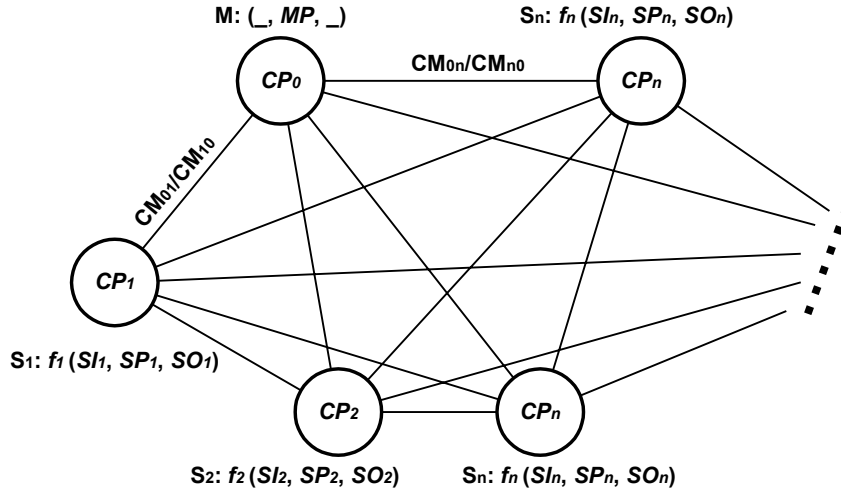 M: (_, MP, _)
Sn: fn (SIn, SPn, SOn)
CM0n/CMn0
CP0
CPn
CM01/CM10
CP1
S1: f1 (SI1, SP1, SO1)
CP2
CPn
S2: f2 (SI2, SP2, SO2)
Sn: fn (SIn, SPn, SOn)